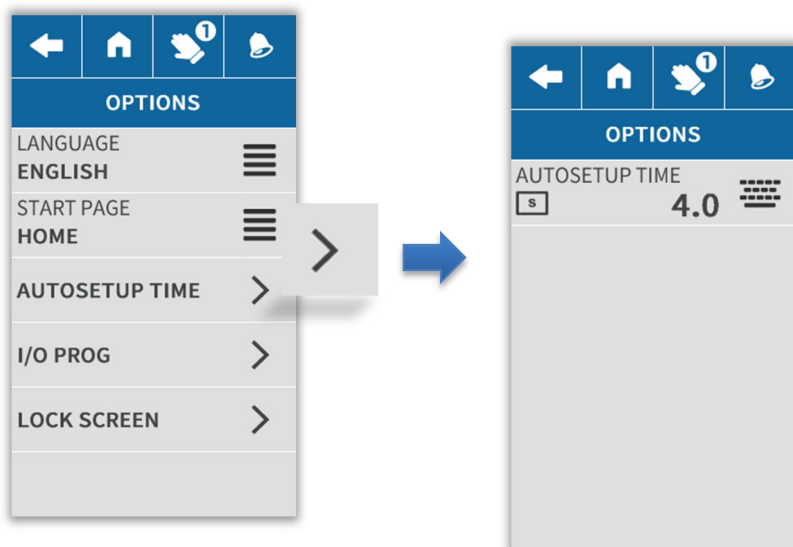 1
OPTIONS
LANGUAGE
ENGLISH
START PAGE
HOME
AUTOSETUP TIME
I/O PROG
LOCK SCREEN
1
OPTIONS
AUTOSETUP TIME
s 4.0